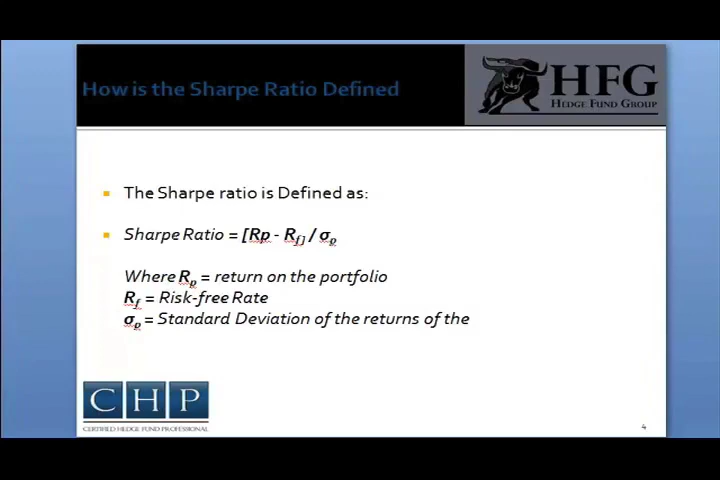 How is the Sharpe Ratio Defined
HFG
HEDGE FUND GROUP
The Sharpe ratio is Defined as:
Sharpe Ratio = [Rp - Rf] / σp
Where Rp = return on the portfolio
Rf = Risk-free Rate
σp = Standard Deviation of the returns of the
CHP
CERTIFIED HEDGE FUND PROFESSIONAL
4